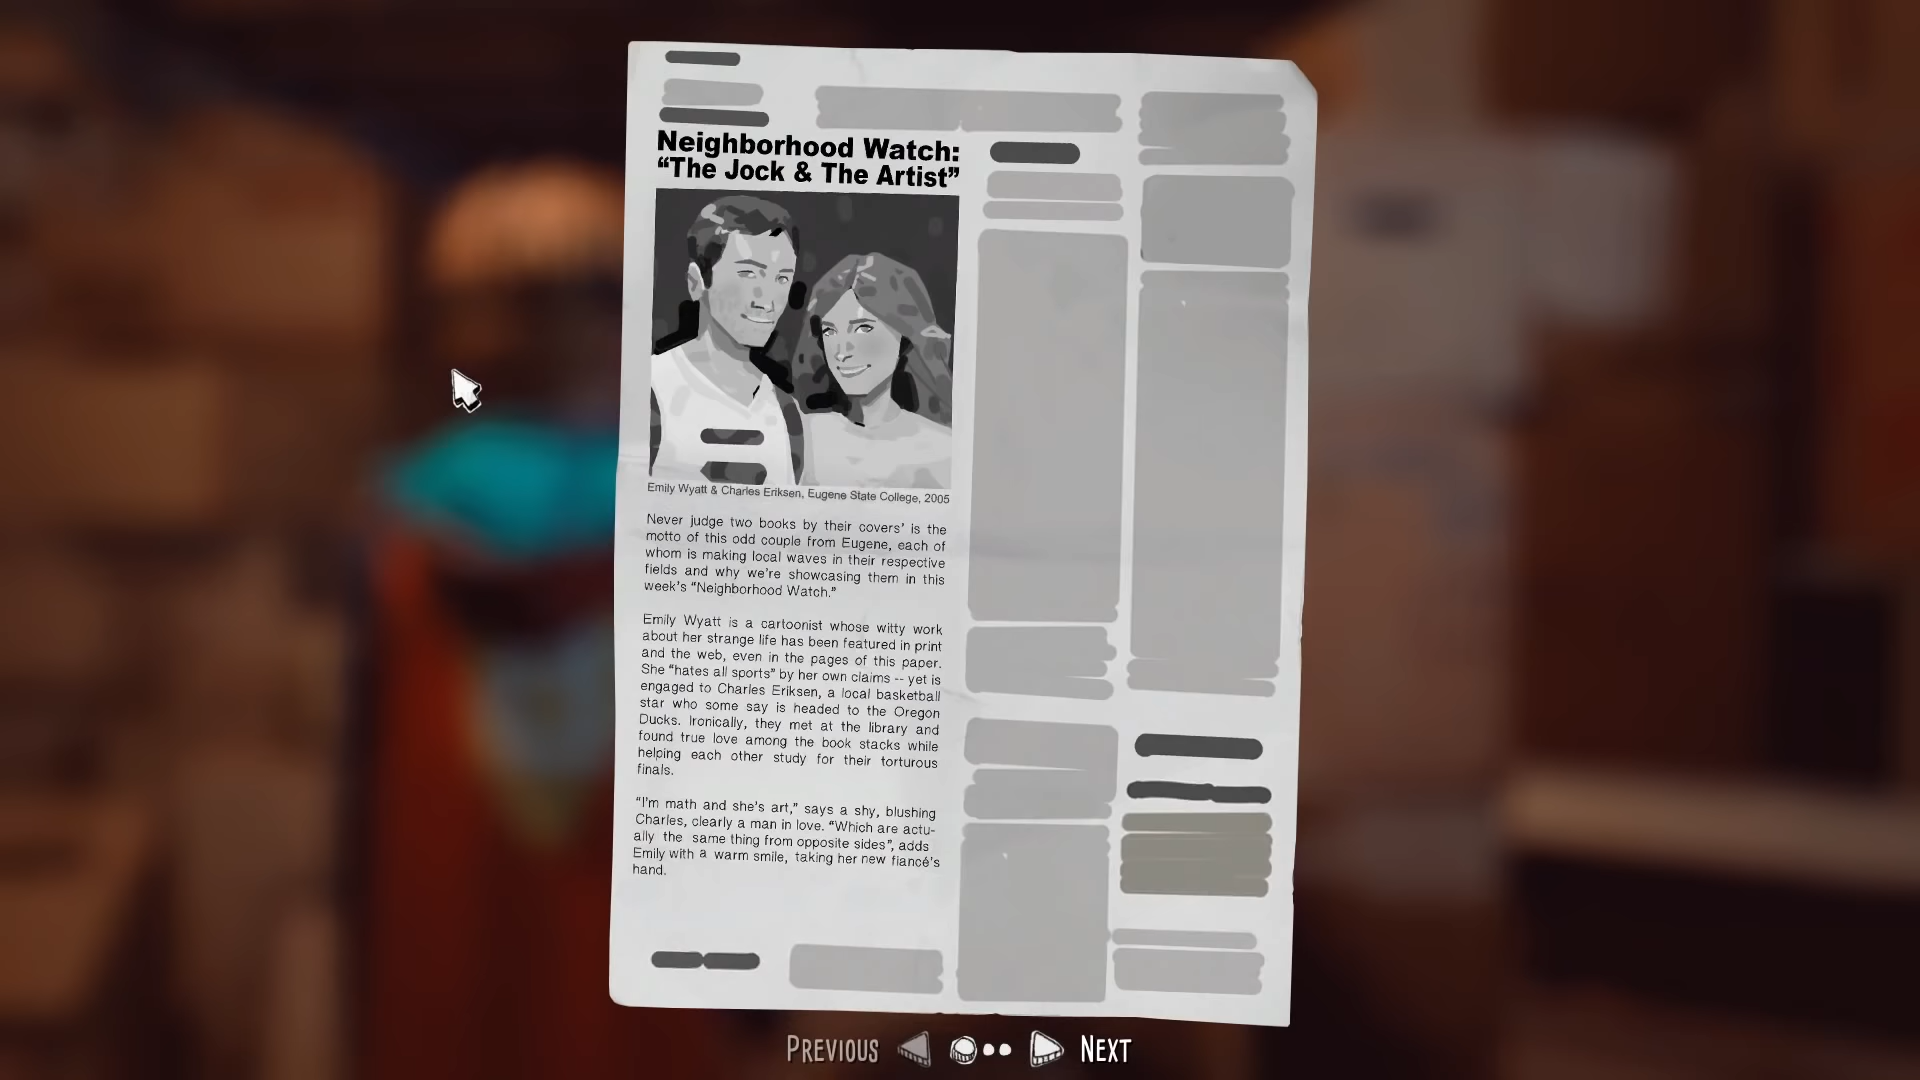 Neighborhood Watch:
“The Jock & The Artist”
Emily Wyatt & Charles Eriksen, Eugene State College, 2005
Never judge two books by their covers’ is the
motto of this odd couple from Eugene, each of
whom is making local waves in their respective
fields and why we’re showcasing them in this
week’s “Neighborhood Watch.”
Emily Wyatt is a cartoonist whose witty work
about her strange life has been featured in print
and the web, even in the pages of this paper.
She “hates all sports” by her own claims -- yet is
engaged to Charles Eriksen, a local basketball
star who some say is headed to the Oregon
Ducks. Ironically, they met at the library and
found true love among the book stacks while
helping each other study for their torturous
finals.
“I’m math and she’s art,” says a shy, blushing
Charles, clearly a man in love. “Which are actu-
ally the same thing from opposite sides”, adds
Emily with a warm smile, taking her new fiancé’s
hand.
Previous
Next